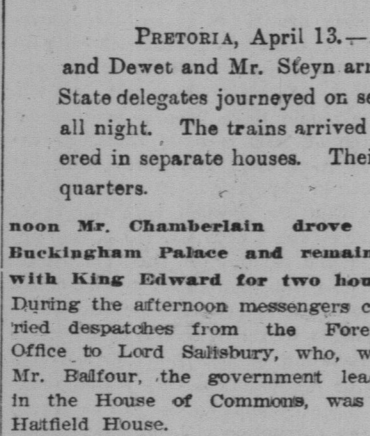 PRETORIA, April 13.—
and Dewet and Mr. Steyn arr
State delegates journeyed on se
all night. The trains arrived
ered in separate houses. Thei
quarters.
noon Mr. Chamberlain drove
Buckingham Palace and remain
with King Edward for two hou
During the afternoon messengers c
ried despatches from the Fore
Office to Lord Salisbury, who, w
Mr. Balfour, the government lea
in the House of Commons, was
Hatfield House.